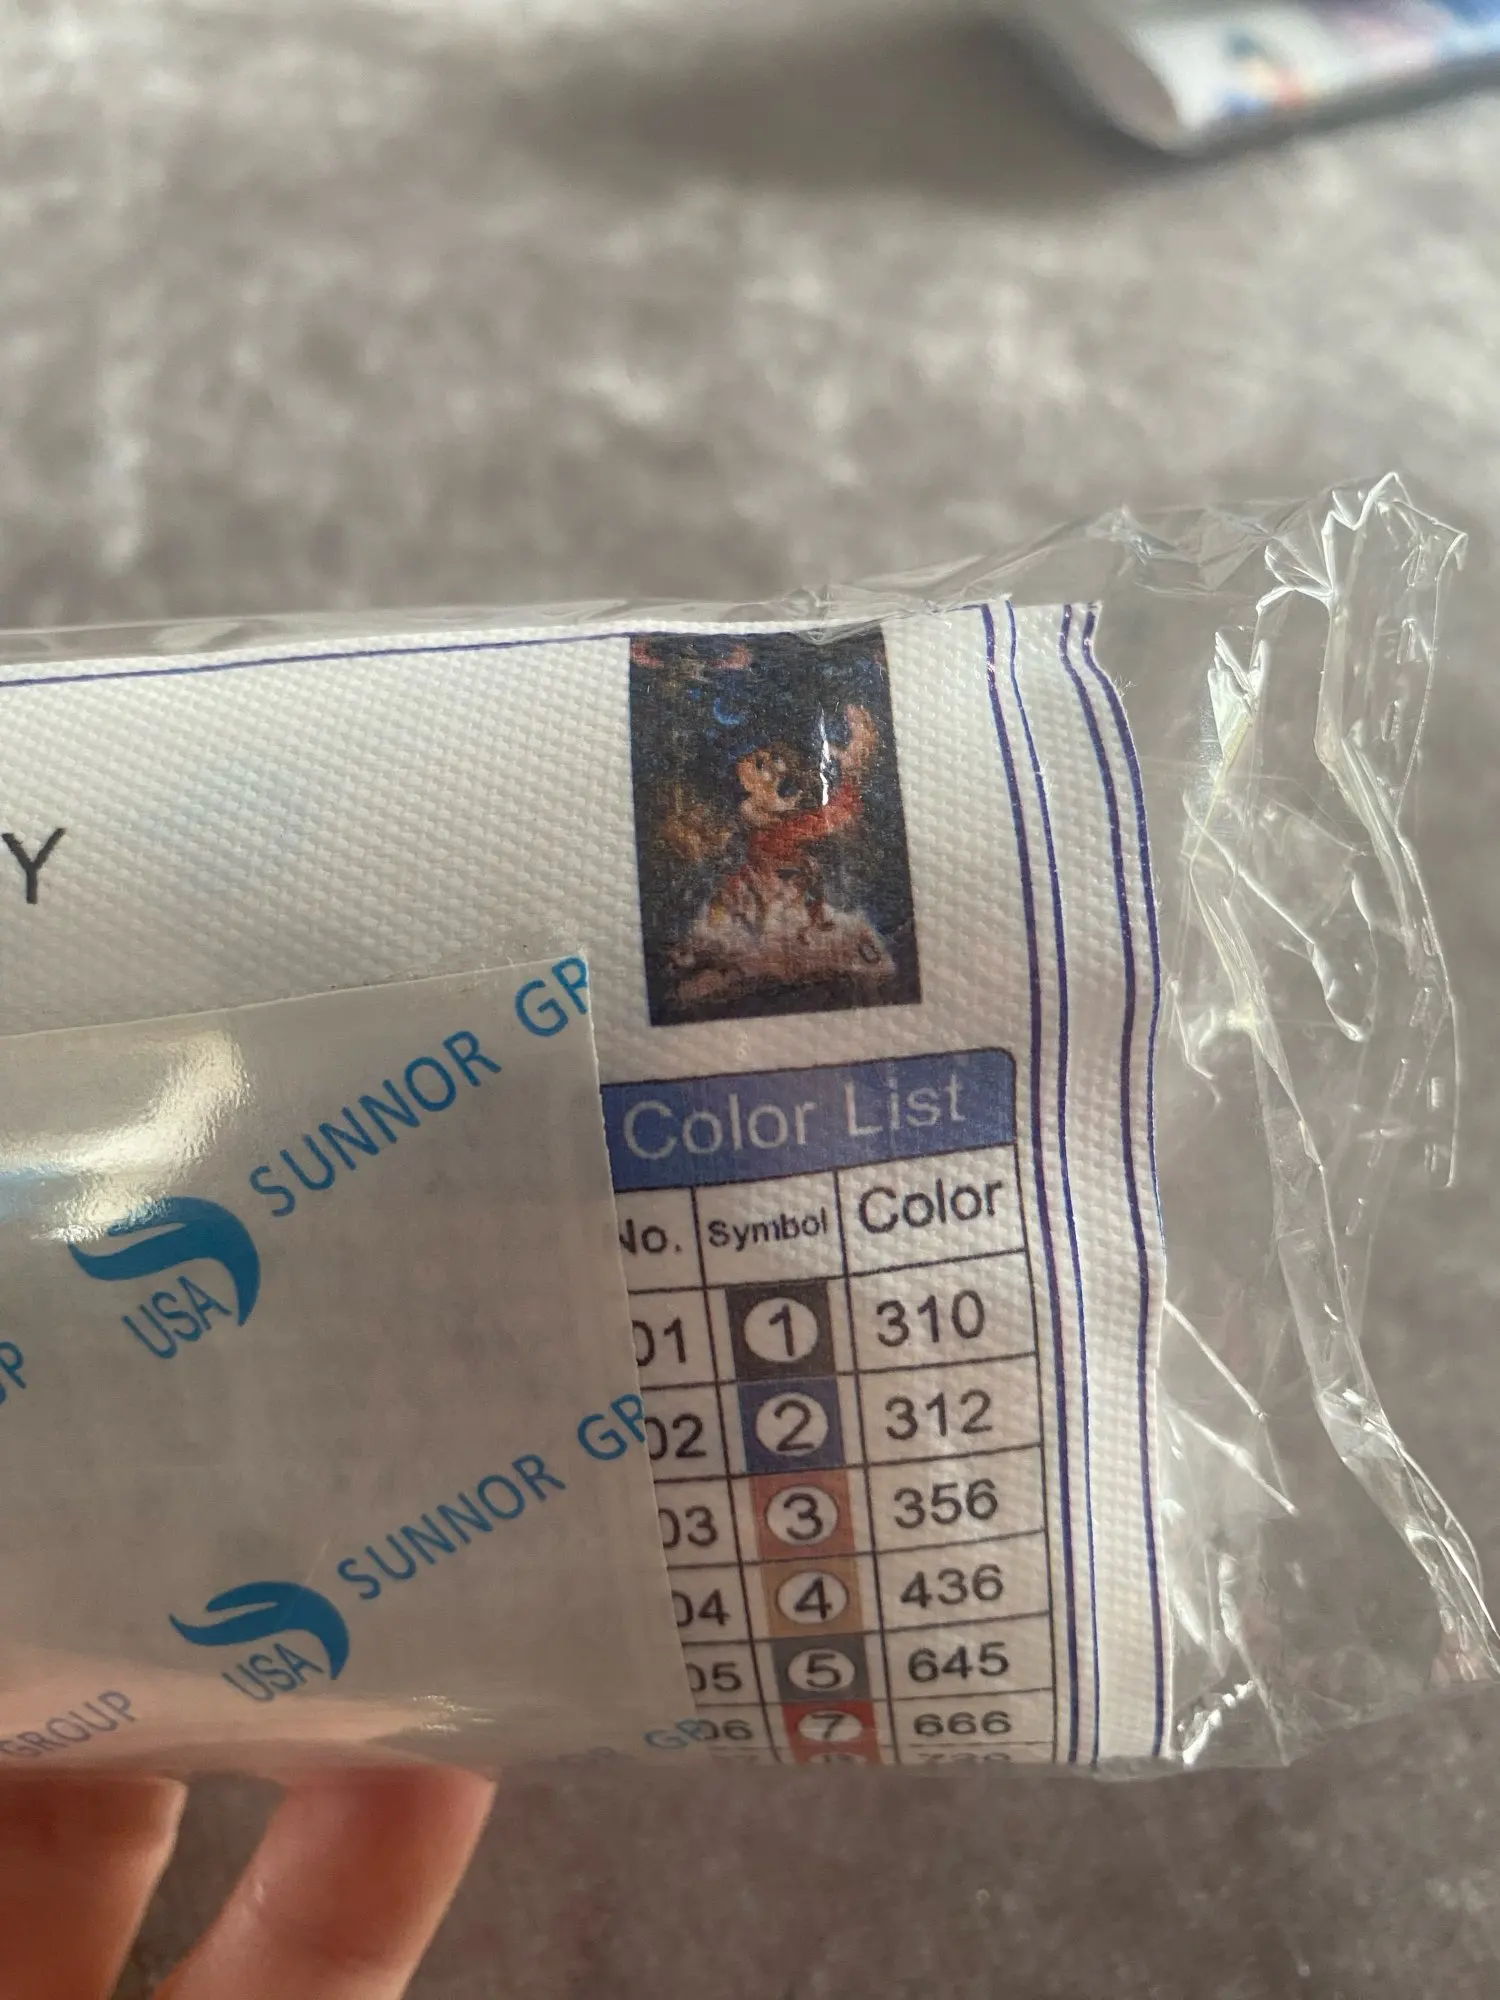 Y
SUNNOR GR
USA
Color List
No. Symbol Color
01 1 310
02 2 312
03 3 356
04 4 436
05 5 645
06 7 666
SUNNOR GR
USA
GROUP
GR